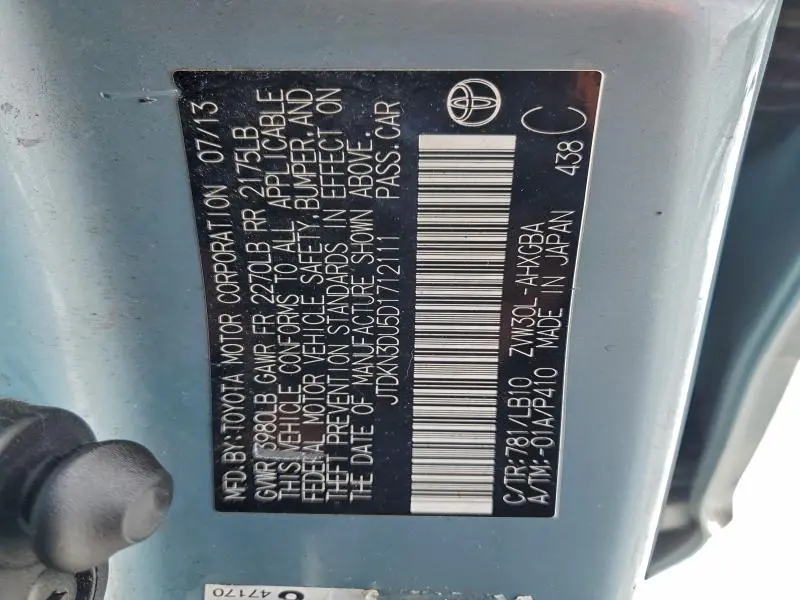 MFD.BY:TOYOTA MOTOR CORPORATION 07/13
GVWR 3980LB GAWR FR 2270LB RR 2175LB
THIS VEHICLE CONFORMS TO ALL APPLICABLE
FEDERAL MOTOR VEHICLE SAFETY, BUMPER, AND
THEFT PREVENTION STANDARDS IN EFFECT ON
THE DATE OF MANUFACTURE SHOWN ABOVE.
JTDKN3DU5D1712111 PASS.CAR
C/TR:781/LB10 ZVW30L-AHXGBA 438 C
A/TM:-01A/P410 MADE IN JAPAN
47170